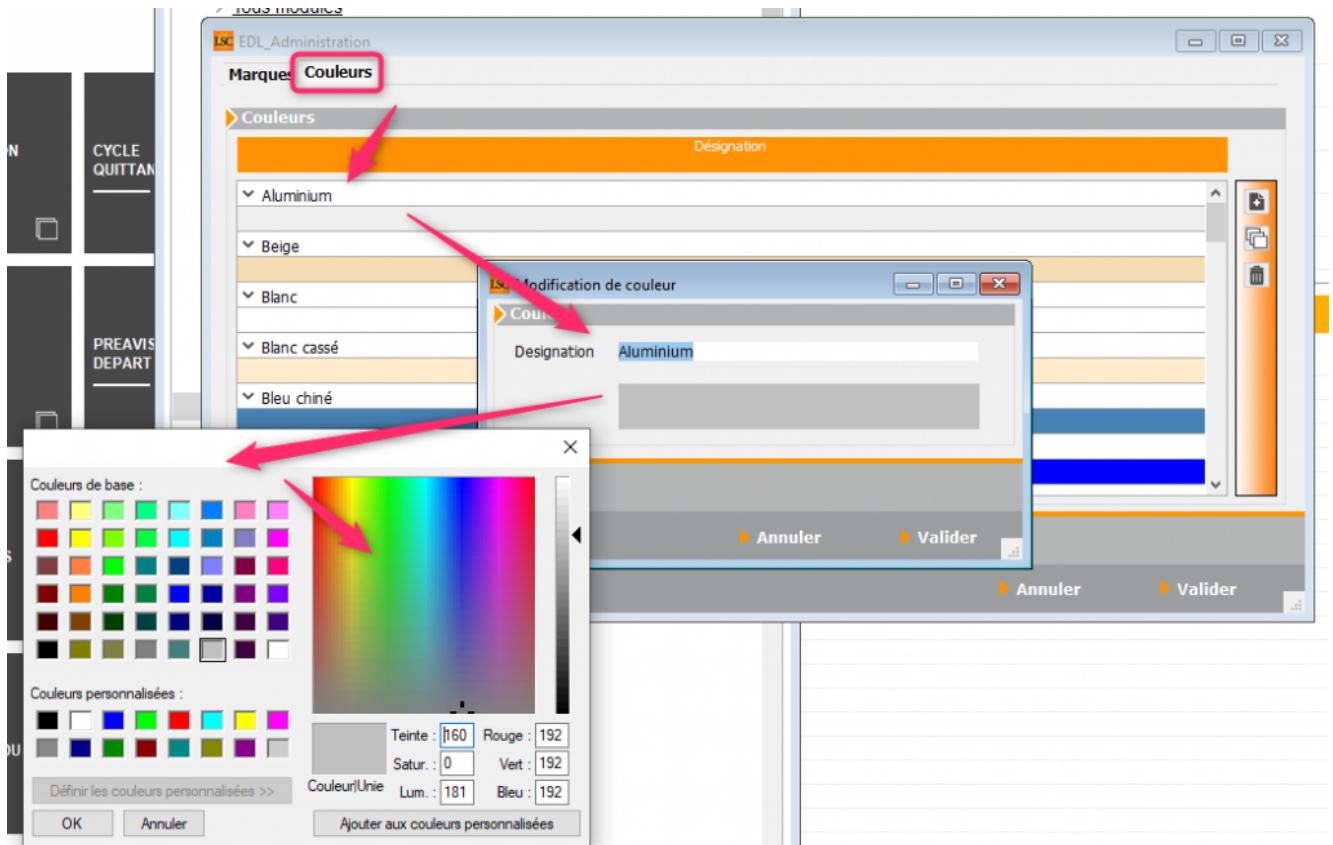 Tous modules
LSC EDL_Administration
Marques Couleurs
Couleurs
Désignation
Aluminium
Beige
Blanc
Blanc cassé
Bleu chiné
CYCLE
QUITTAN
PREAVIS
DEPART
Modification de couleur
Designation Aluminium
Annuler Valider
Annuler Valider
Couleurs de base :
Couleurs personnalisées :
Définir les couleurs personnalisées >>
OK Annuler
Couleur|Unie
Teinte : 160 Rouge : 192
Satur. : 0 Vert : 192
Lum. : 181 Bleu : 192
Ajouter aux couleurs personnalisées